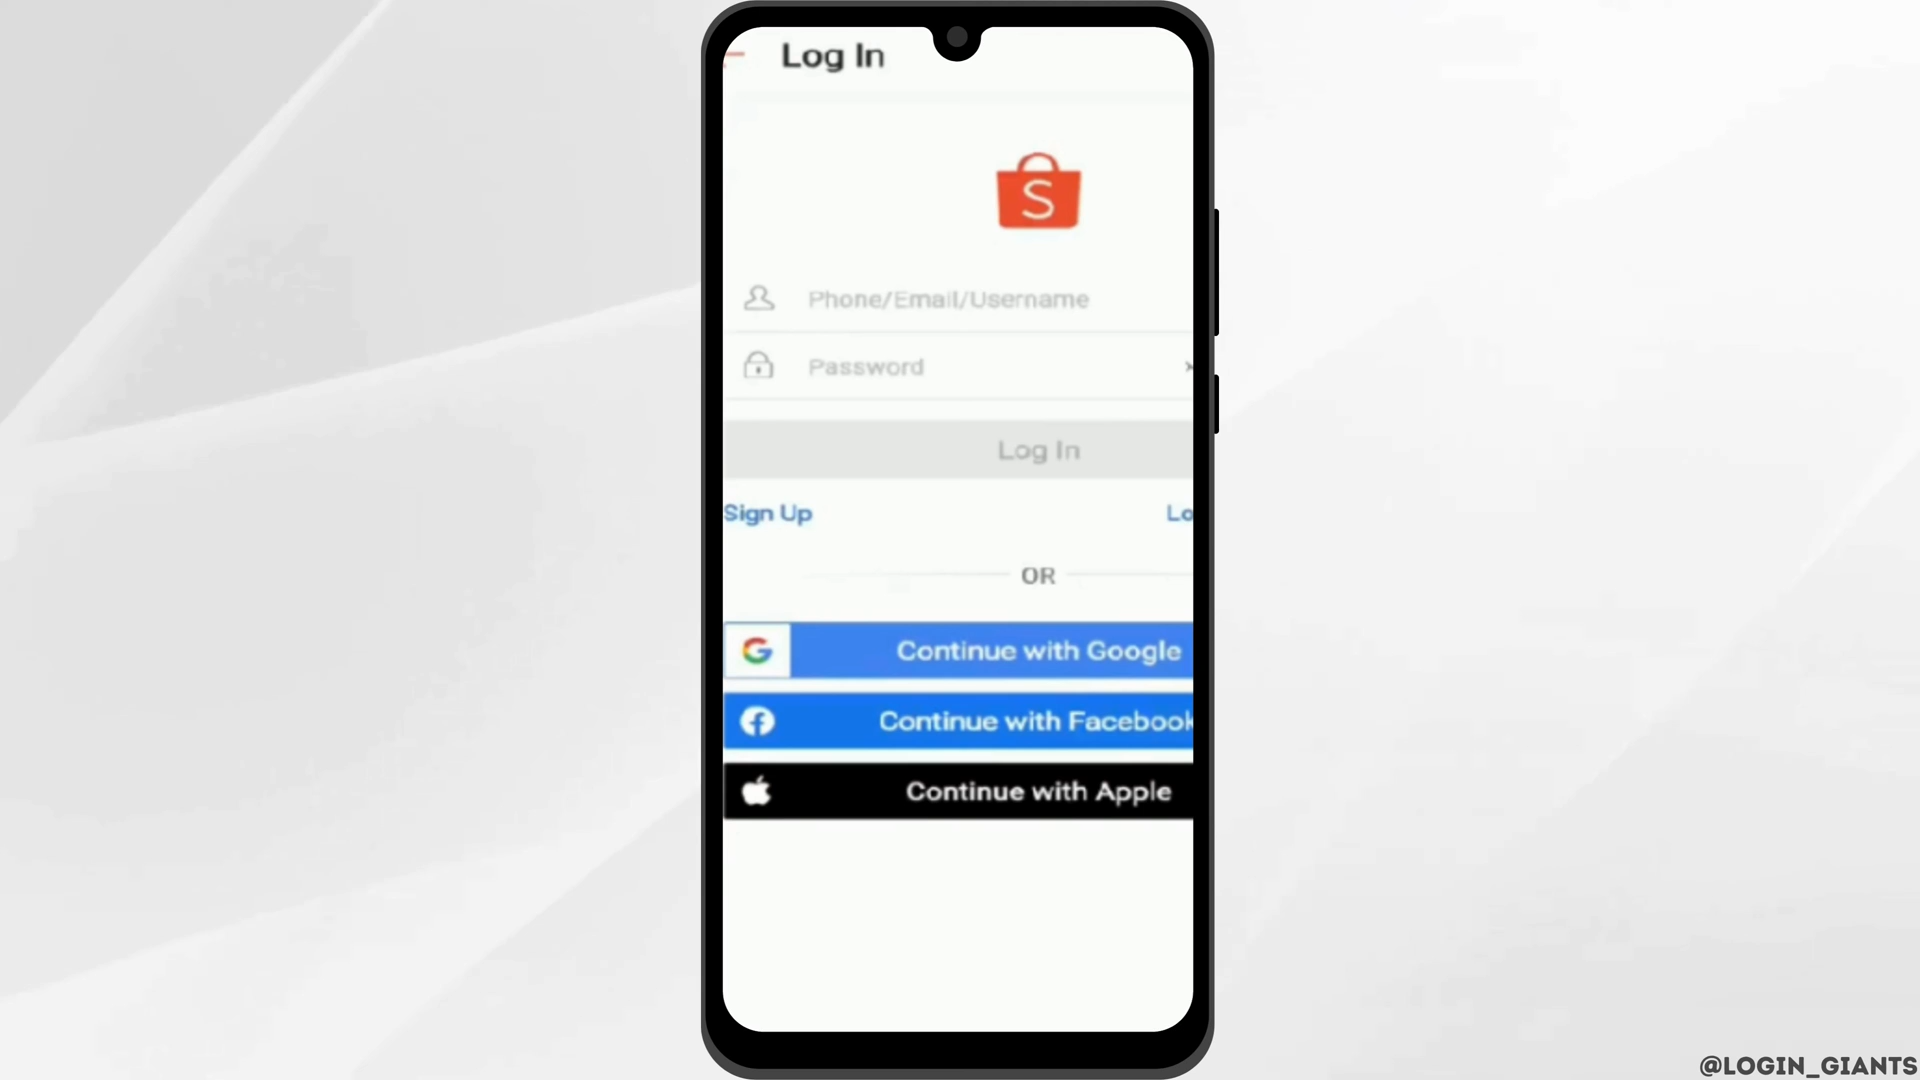 Log In
S
Phone/Email/Username
Password
Log In
Sign Up
Lo
OR
G
Continue with Google
f
Continue with Facebook
Continue with Apple
@LOGIN_GIANTS